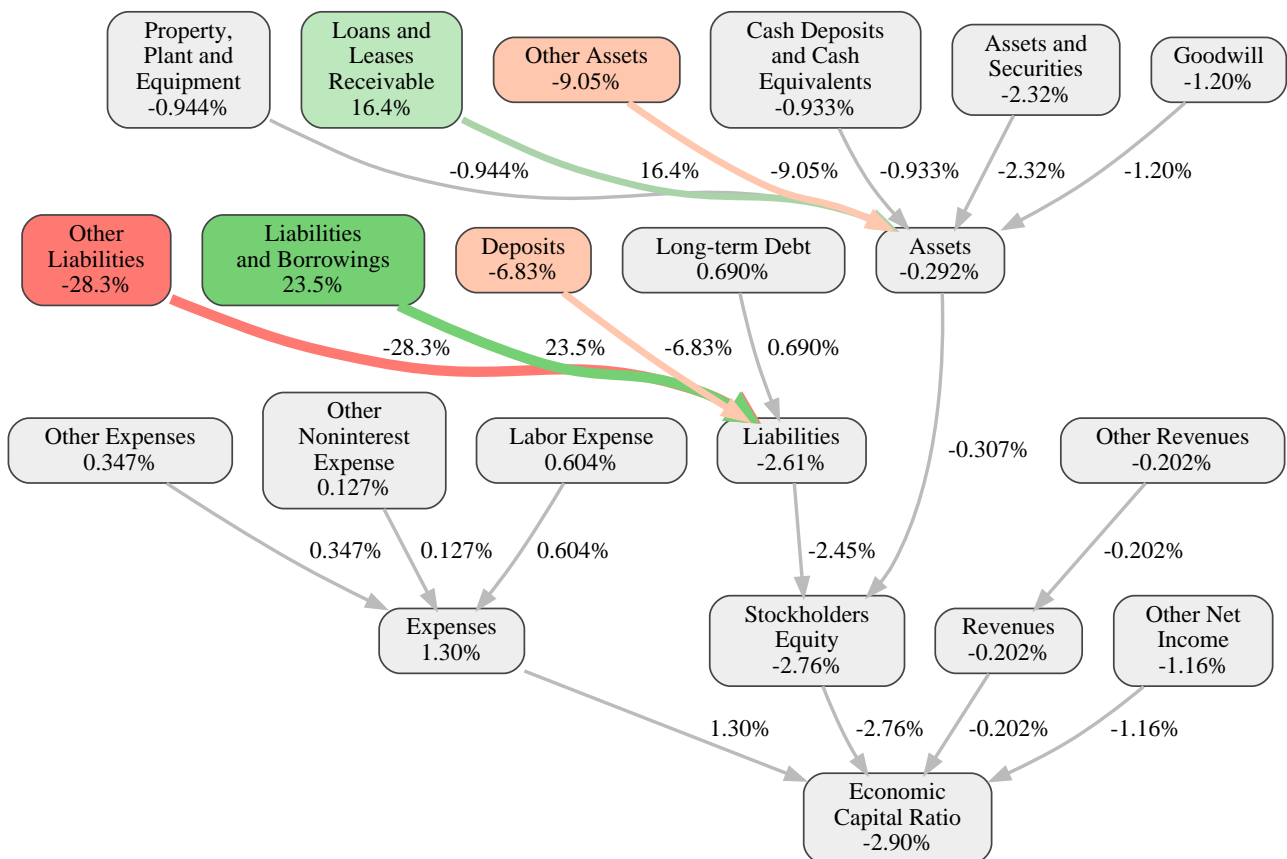 Property,
Plant and
Equipment
-0.944%
Loans and
Leases
Receivable
16.4%
Other Assets
-9.05%
Cash Deposits
and Cash
Equivalents
-0.933%
Assets and
Securities
-2.32%
Goodwill
-1.20%
-0.944%
16.4%
-9.05%
-0.933%
-2.32%
-1.20%
Other
Liabilities
-28.3%
Liabilities
and Borrowings
23.5%
Deposits
-6.83%
Long-term Debt
0.690%
Assets
-0.292%
-28.3%
23.5%
-6.83%
0.690%
Other Expenses
0.347%
Other
Noninterest
Expense
0.127%
Labor Expense
0.604%
Liabilities
-2.61%
-0.307%
Other Revenues
-0.202%
0.347%
0.127%
0.604%
-2.45%
-0.202%
Expenses
1.30%
Stockholders
Equity
-2.76%
Revenues
-0.202%
Other Net
Income
-1.16%
1.30%
-2.76%
-0.202%
-1.16%
Economic
Capital Ratio
-2.90%